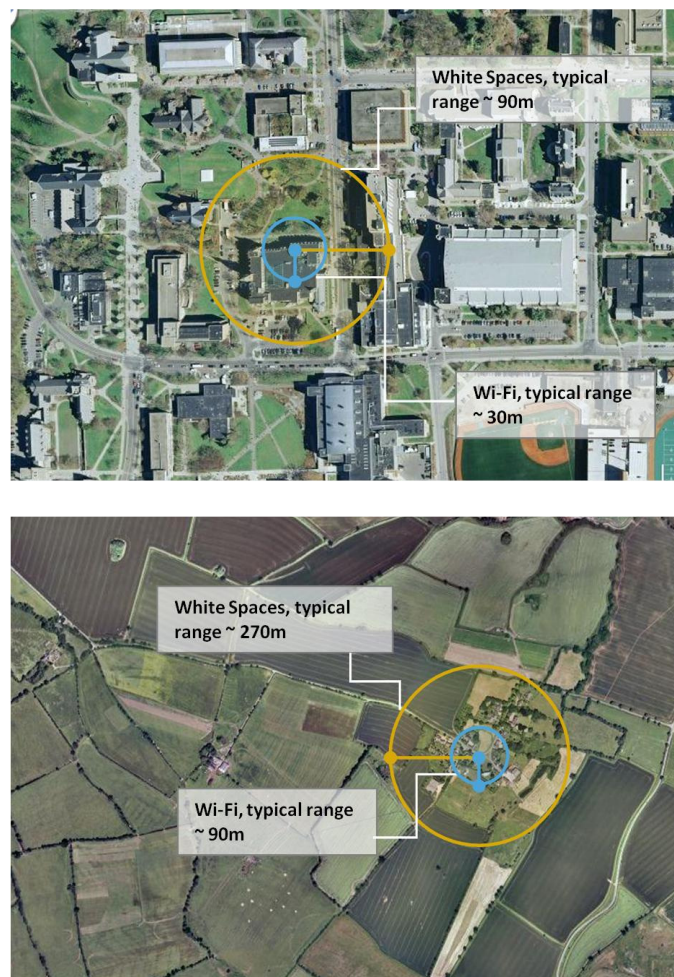 White Spaces, typical
range ~ 90m
Wi-Fi, typical range
~ 30m
White Spaces, typical
range ~ 270m
Wi-Fi, typical range
~ 90m